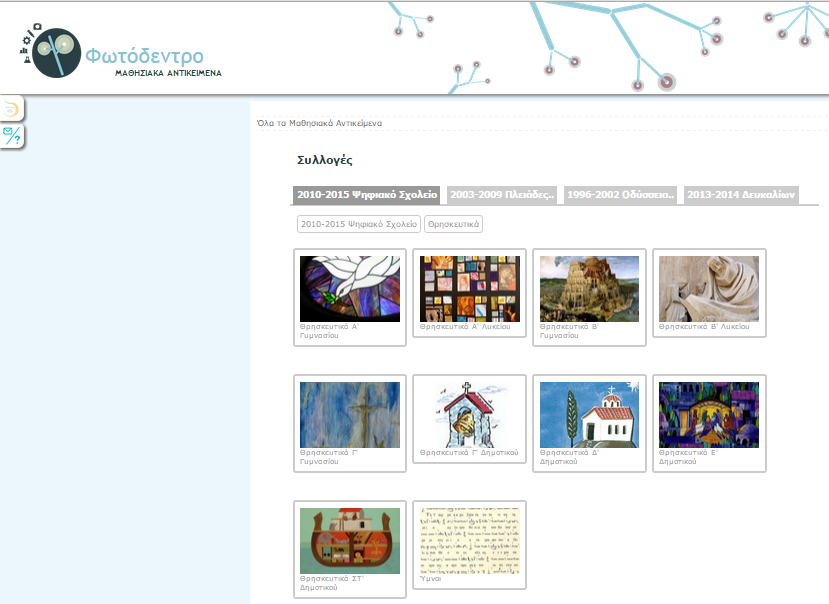 Φωτόδεντρο
ΜΑΘΗΣΙΑΚΑ ΑΝΤΙΚΕΙΜΕΝΑ
Όλα τα Μαθησιακά Αντικείμενα
Συλλογές
2010-2015 Ψηφιακό Σχολείο 2003-2009 Πλειάδες.. 1996-2002 Οδύσσεια.. 2013-2014 Δευκαλίων
2010-2015 Ψηφιακό Σχολείο Θρησκευτικά
Θρησκευτικά Α'
Γυμνασίου
Θρησκευτικά Α' Λυκείου
Θρησκευτικά Β'
Γυμνασίου
Θρησκευτικά Β' Λυκείου
Θρησκευτικά Γ'
Γυμνασίου
Θρησκευτικά Γ' Δημοτικού
Θρησκευτικά Δ'
Δημοτικού
Θρησκευτικά Ε'
Δημοτικού
Θρησκευτικά ΣΤ'
Δημοτικού
Ύμνοι